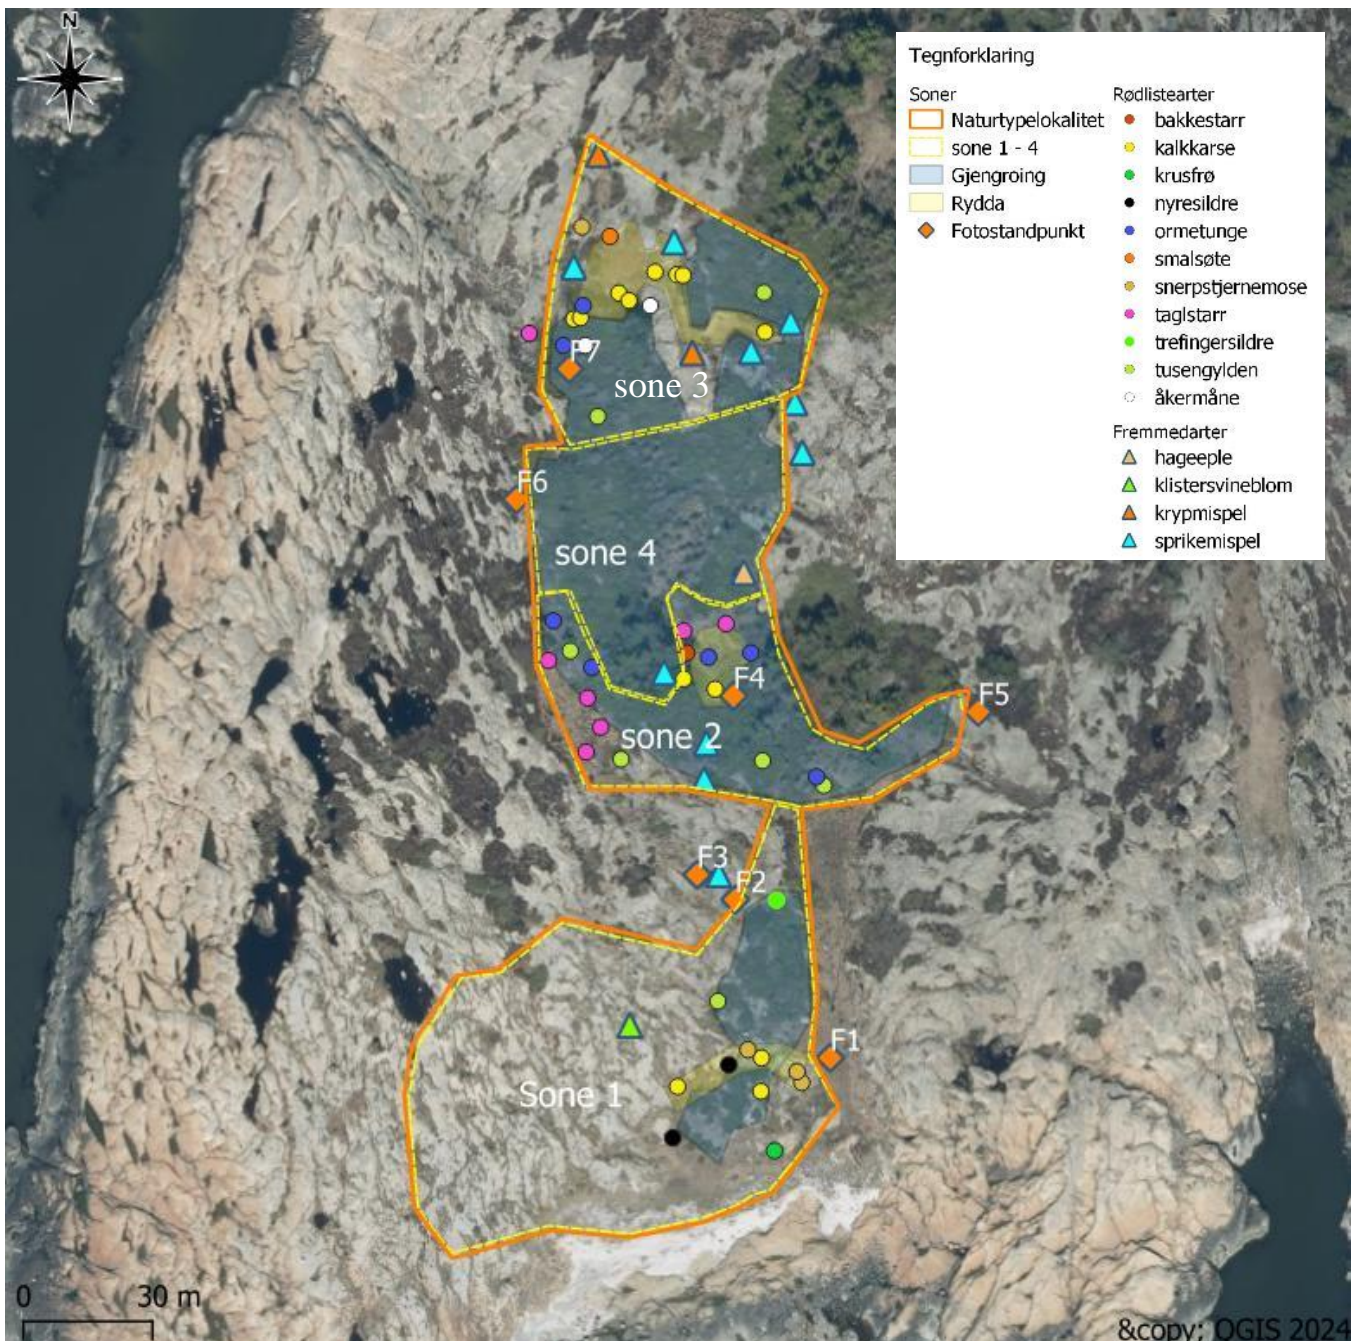 N
Tegnforklaring
Soner
Naturtypelokalitet
sone 1 - 4
Gjengroing
Rydda
Fotostandpunkt
Rødlistearter
bakkestarr
kalkkarse
krusfrø
nyresildre
ormetunge
smalsøte
snerpstjernemose
taglstarr
trefingersildre
tusengylden
åkermåne
Fremmedarter
hageeple
klistersvineblom
krypmispel
sprikemispel
F7
sone 3
F6
sone 4
F4
F5
sone 2
F3
F2
F1
Sone 1
0 30 m
&copy; QGIS 2024